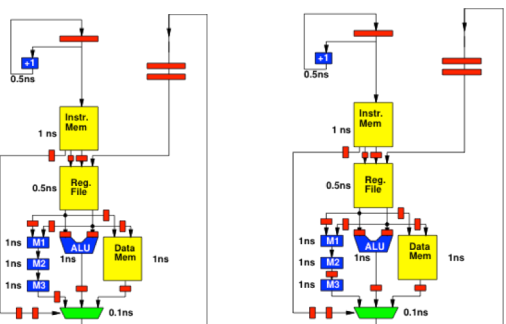 +1
0.5ns
Instr.
Mem
1 ns
Reg.
File
0.5ns
1ns
M1
ALU
Data
Mem
1ns
1ns
M2
1ns
1ns
M3
0.1ns
+1
0.5ns
Instr.
Mem
1 ns
Reg.
File
0.5ns
1ns
M1
ALU
Data
Mem
1ns
1ns
M2
1ns
1ns
M3
0.1ns